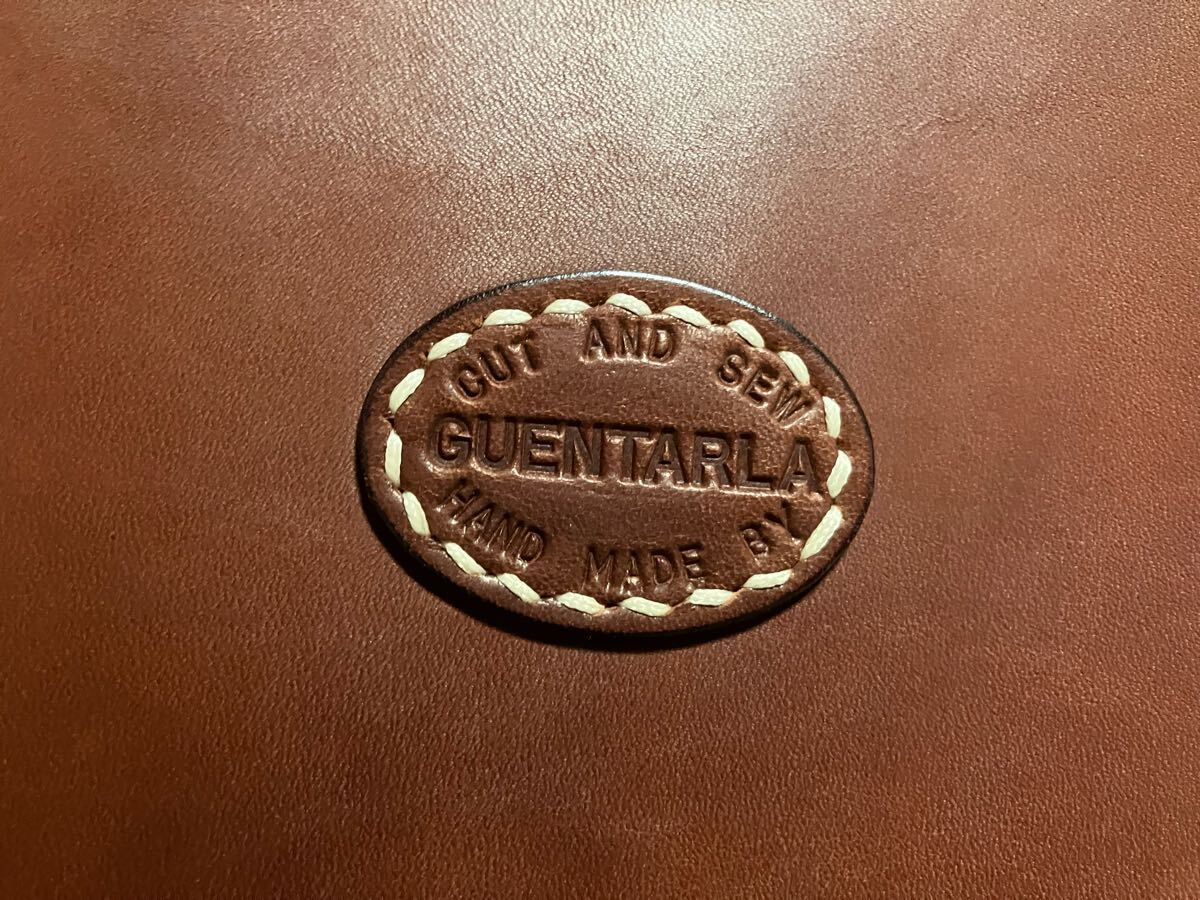 CUT AND SEW
GUENTARLA
HAND MADE BY